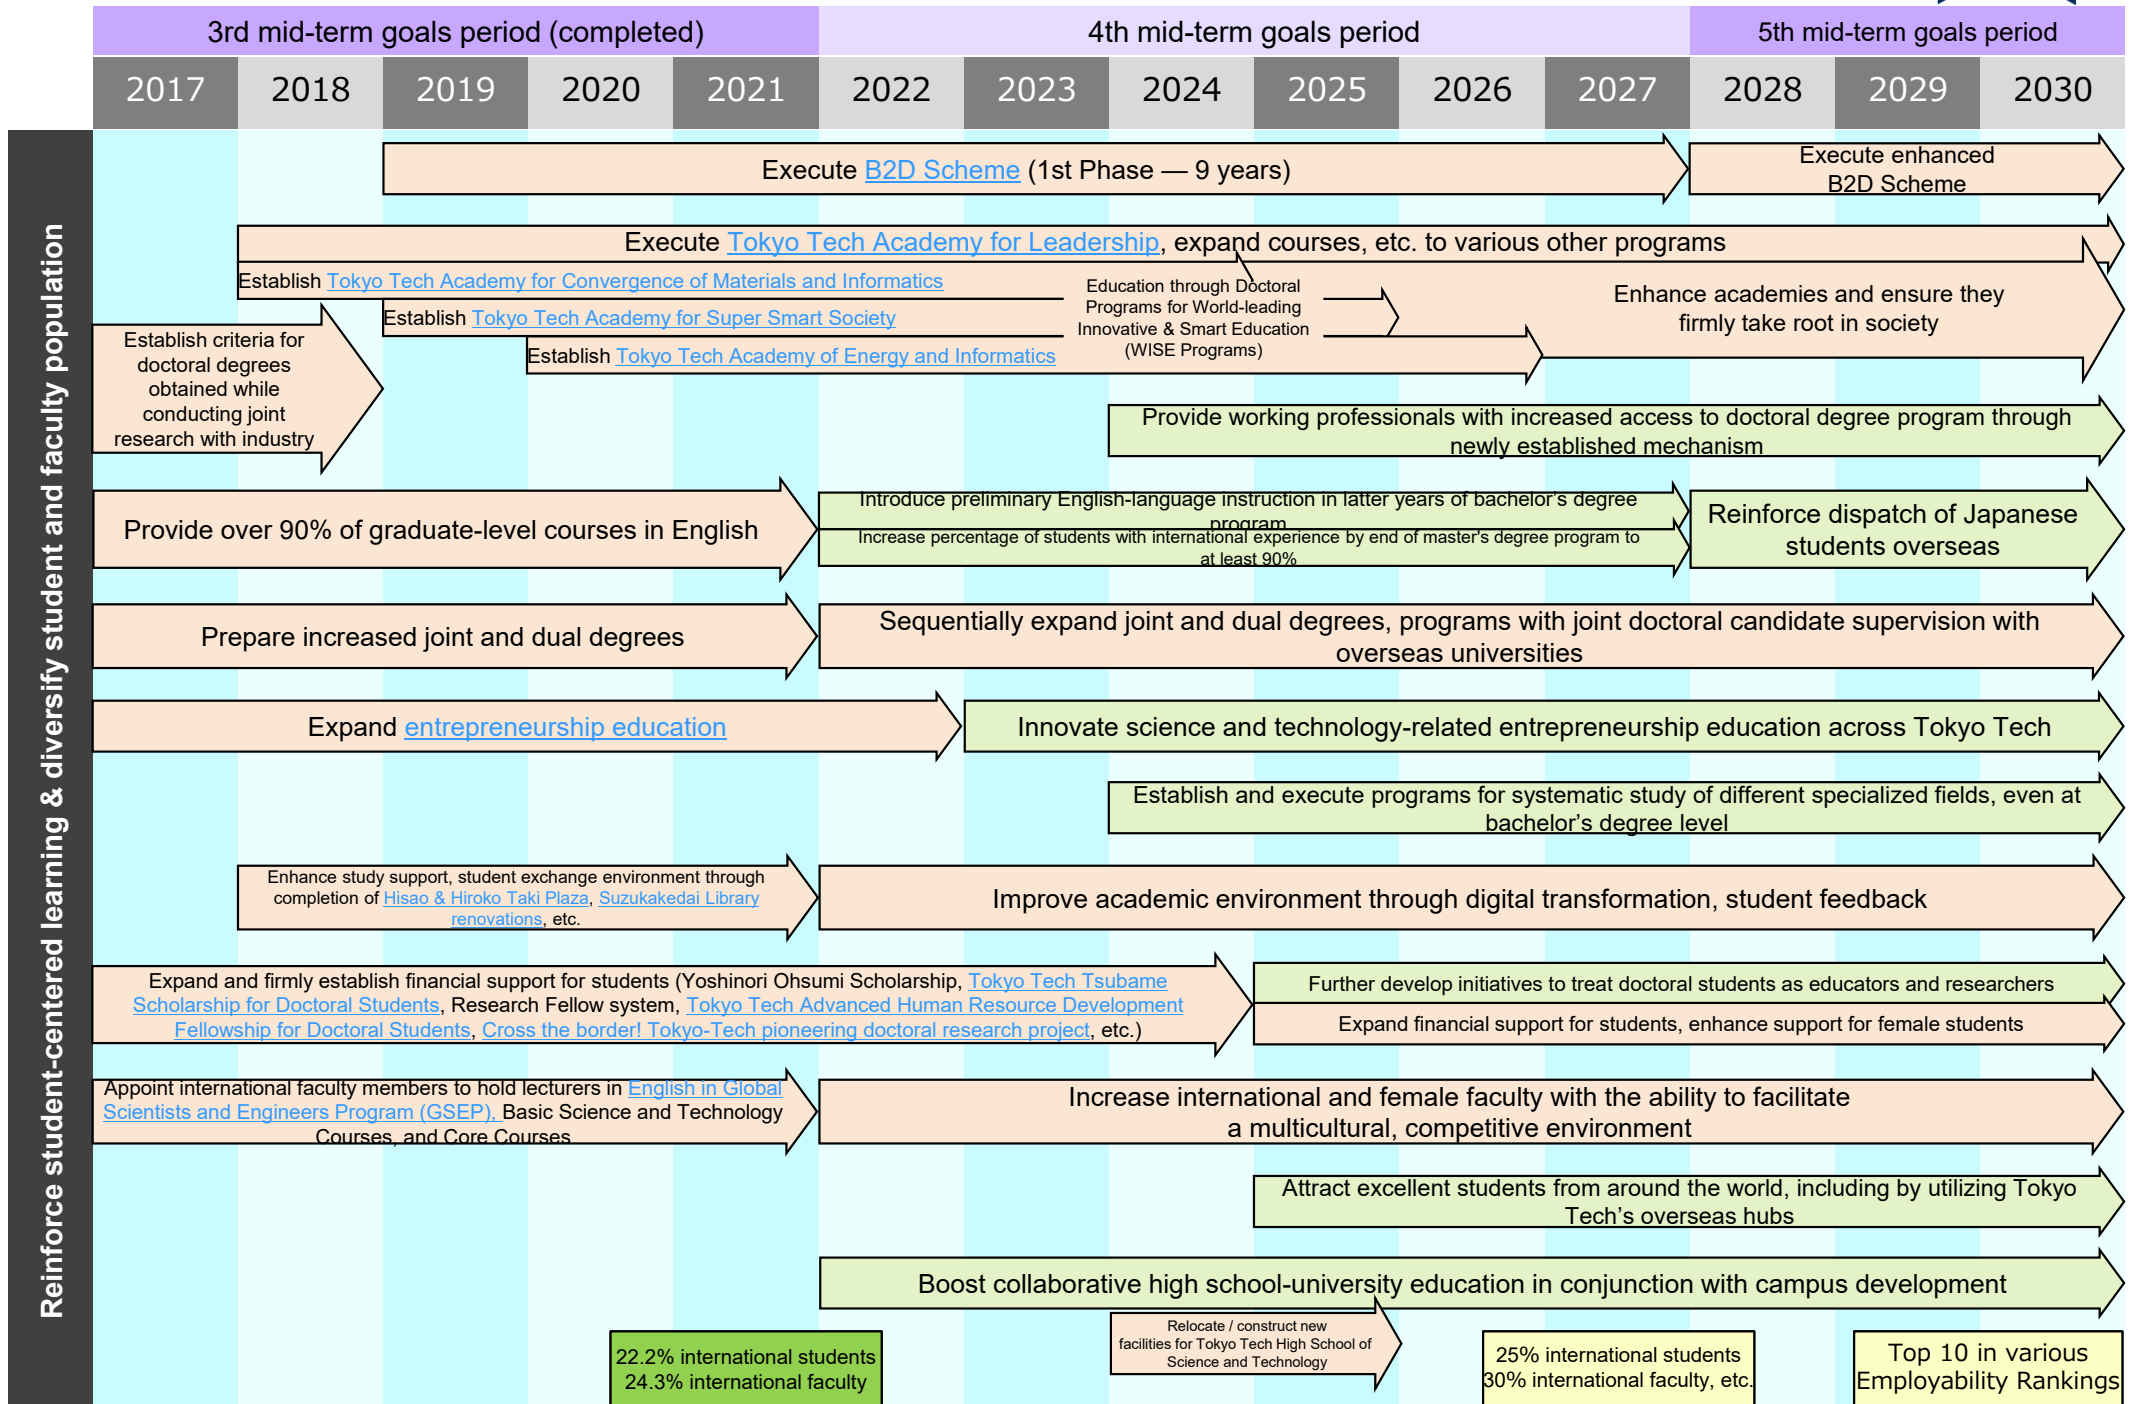 3rd mid-term goals period (completed)
4th mid-term goals period
5th mid-term goals period
2017
2018
2019
2020
2021
2022
2023
2024
2025
2026
2027
2028
2029
2030
Reinforce student-centered learning & diversify student and faculty population
Execute B2D Scheme (1st Phase — 9 years)
Execute enhanced
B2D Scheme
Execute Tokyo Tech Academy for Leadership, expand courses, etc. to various other programs
Establish Tokyo Tech Academy for Convergence of Materials and Informatics
Establish Tokyo Tech Academy for Super Smart Society
Establish Tokyo Tech Academy of Energy and Informatics
Education through Doctoral
Programs for World-leading
Innovative & Smart Education
(WISE Programs)
Enhance academies and ensure they
firmly take root in society
Establish criteria for
doctoral degrees
obtained while
conducting joint
research with industry
Provide working professionals with increased access to doctoral degree program through
newly established mechanism
Provide over 90% of graduate-level courses in English
Introduce preliminary English-language instruction in latter years of bachelor's degree
program
Increase percentage of students with international experience by end of master's degree program to
at least 90%
Reinforce dispatch of Japanese
students overseas
Prepare increased joint and dual degrees
Sequentially expand joint and dual degrees, programs with joint doctoral candidate supervision with
overseas universities
Expand entrepreneurship education
Innovate science and technology-related entrepreneurship education across Tokyo Tech
Establish and execute programs for systematic study of different specialized fields, even at
bachelor's degree level
Enhance study support, student exchange environment through
completion of Hisao & Hiroko Taki Plaza, Suzukakedai Library
renovations, etc.
Improve academic environment through digital transformation, student feedback
Expand and firmly establish financial support for students (Yoshinori Ohsumi Scholarship, Tokyo Tech Tsubame
Scholarship for Doctoral Students, Research Fellow system, Tokyo Tech Advanced Human Resource Development
Fellowship for Doctoral Students, Cross the border! Tokyo-Tech pioneering doctoral research project, etc.)
Further develop initiatives to treat doctoral students as educators and researchers
Expand financial support for students, enhance support for female students
Appoint international faculty members to hold lecturers in English in Global
Scientists and Engineers Program (GSEP), Basic Science and Technology
Courses, and Core Courses
Increase international and female faculty with the ability to facilitate
a multicultural, competitive environment
Attract excellent students from around the world, including by utilizing Tokyo
Tech's overseas hubs
Boost collaborative high school-university education in conjunction with campus development
Relocate / construct new
facilities for Tokyo Tech High School of
Science and Technology
22.2% international students
24.3% international faculty
25% international students
30% international faculty, etc.
Top 10 in various
Employability Rankings